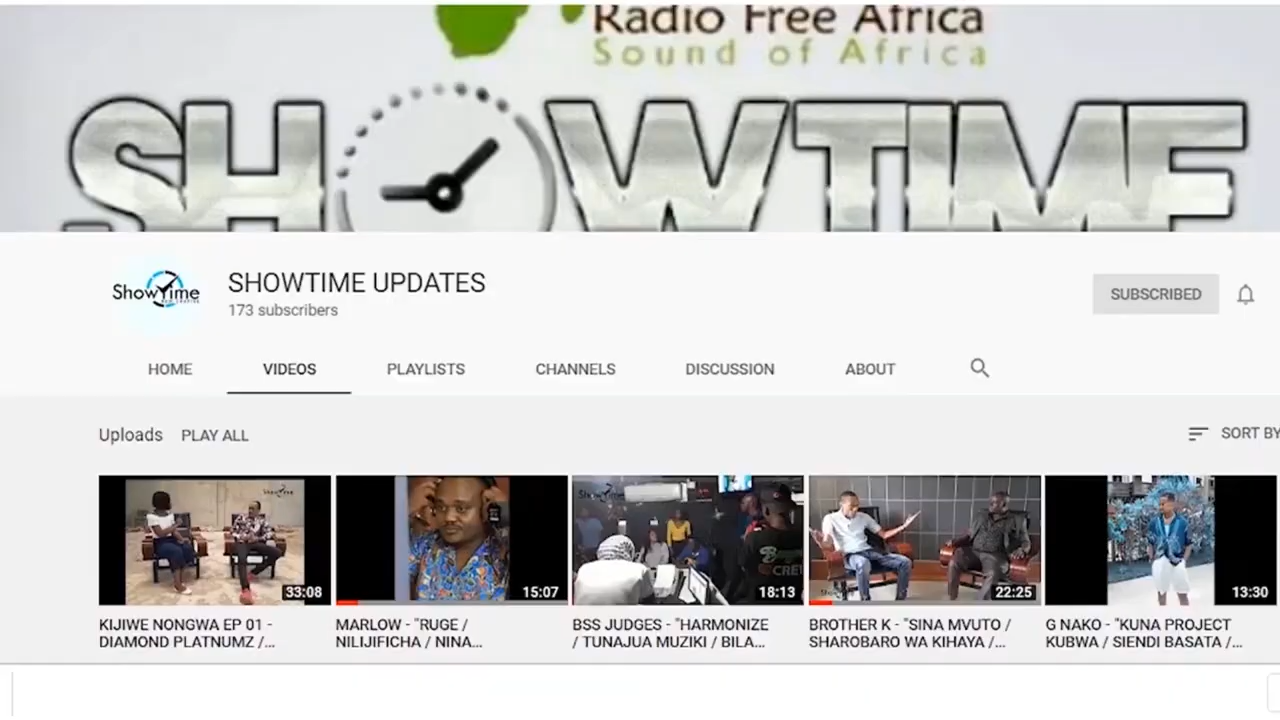 Radio Free Africa
Sound of Africa
SHOWTIME
ShowTime
SHOWTIME UPDATES
173 subscribers
SUBSCRIBED
HOME VIDEOS PLAYLISTS CHANNELS DISCUSSION ABOUT
Uploads PLAY ALL
SORT BY
ShowTime
33:08
15:07
ShowTime
CREW
18:13
22:25
13:30
KIJIWE NONGWA EP 01 -
DIAMOND PLATNUMZ /...
MARLOW - "RUGE /
NILIJIFICHA / NINA...
BSS JUDGES - "HARMONIZE
/ TUNAJUA MUZIKI / BILA...
BROTHER K - "SINA MVUTO /
SHAROBARO WA KIHAYA /...
G NAKO - "KUNA PROJECT
KUBWA / SIENDI BASATA /...